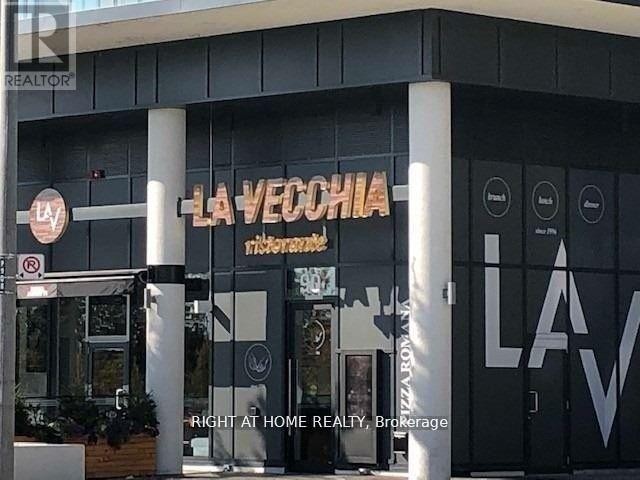 R
REALTOR®
LAV
LA VECCHIA
ristorante
brunch
lunch
dinner
since 1996
LAV
PIZZA ROMANA
RIGHT AT HOME REALTY, Brokerage